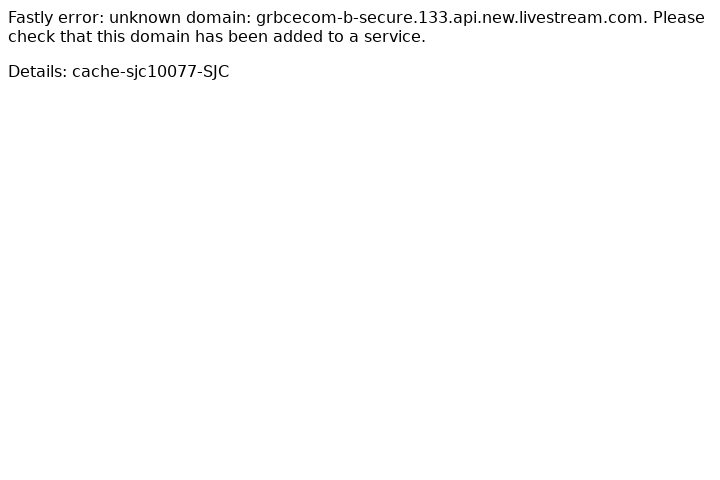 Fastly error: unknown domain: grbcecom-b-secure.133.api.new.livestream.com. Please
check that this domain has been added to a service.
Details: cache-sjc10077-SJC